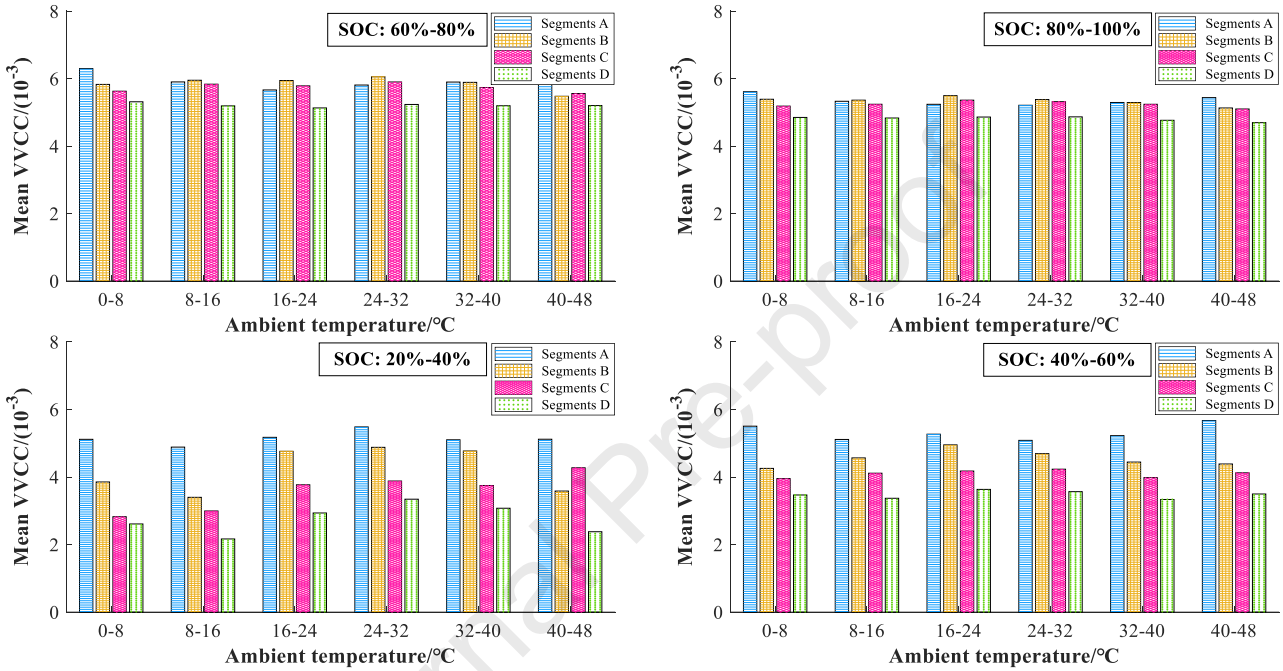 SOC: 60%-80%
Segments A
Segments B
Segments C
Segments D
Mean VVCC/(10⁻³)
8
6
4
2
0
0-8 8-16 16-24 24-32 32-40 40-48
Ambient temperature/°C
SOC: 80%-100%
Segments A
Segments B
Segments C
Segments D
Mean VVCC/(10⁻³)
8
6
4
2
0
0-8 8-16 16-24 24-32 32-40 40-48
Ambient temperature/°C
SOC: 20%-40%
Segments A
Segments B
Segments C
Segments D
Mean VVCC/(10⁻³)
8
6
4
2
0
0-8 8-16 16-24 24-32 32-40 40-48
Ambient temperature/°C
SOC: 40%-60%
Segments A
Segments B
Segments C
Segments D
Mean VVCC/(10⁻³)
8
6
4
2
0
0-8 8-16 16-24 24-32 32-40 40-48
Ambient temperature/°C
rnal Pre-proof